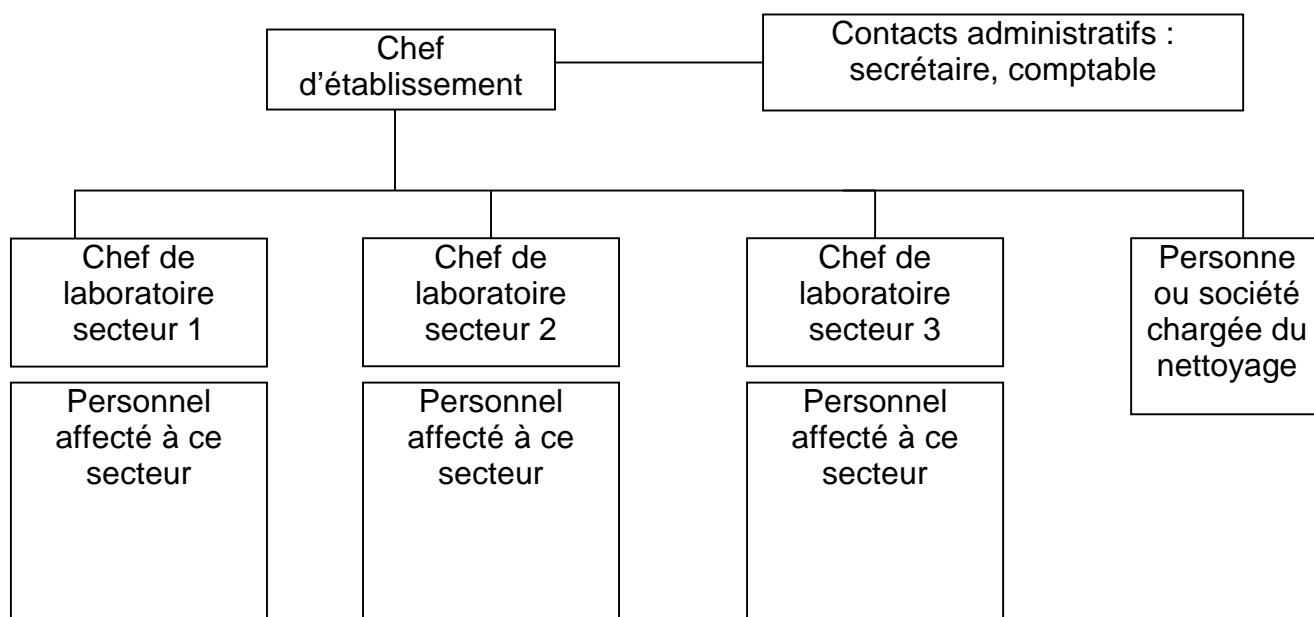 Chef
d’établissement
Contacts administratifs :
secrétaire, comptable
Chef de
laboratoire
secteur 1
Chef de
laboratoire
secteur 2
Chef de
laboratoire
secteur 3
Personne
ou société
chargée du
nettoyage
Personnel
affecté à ce
secteur
Personnel
affecté à ce
secteur
Personnel
affecté à ce
secteur